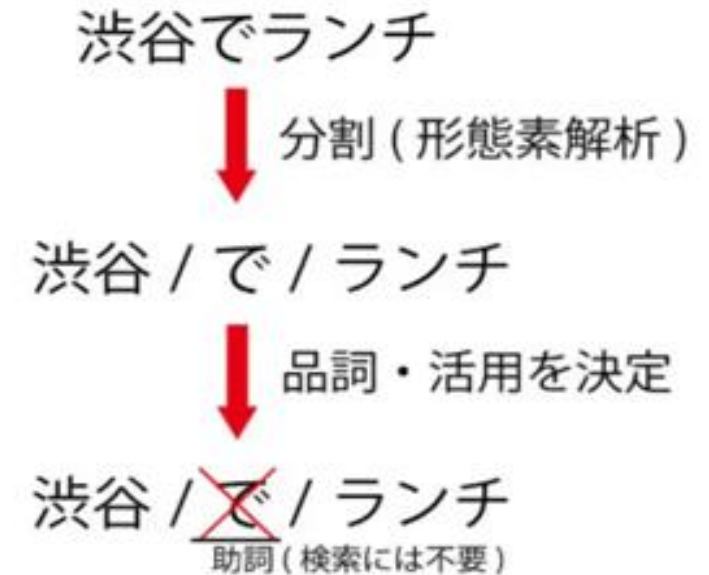 渋谷でランチ
分割 ( 形態素解析 )
渋谷 / で / ランチ
品詞・活用を決定
渋谷 / で / ランチ
助詞 ( 検索には不要 )